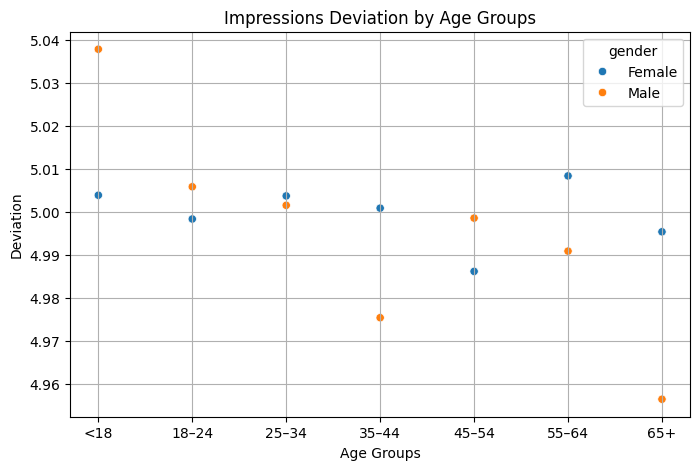 Impressions Deviation by Age Groups
gender
Female
Male
Deviation
5.04
5.03
5.02
5.01
5.00
4.99
4.98
4.97
4.96
<18 18–24 25–34 35–44 45–54 55–64 65+
Age Groups